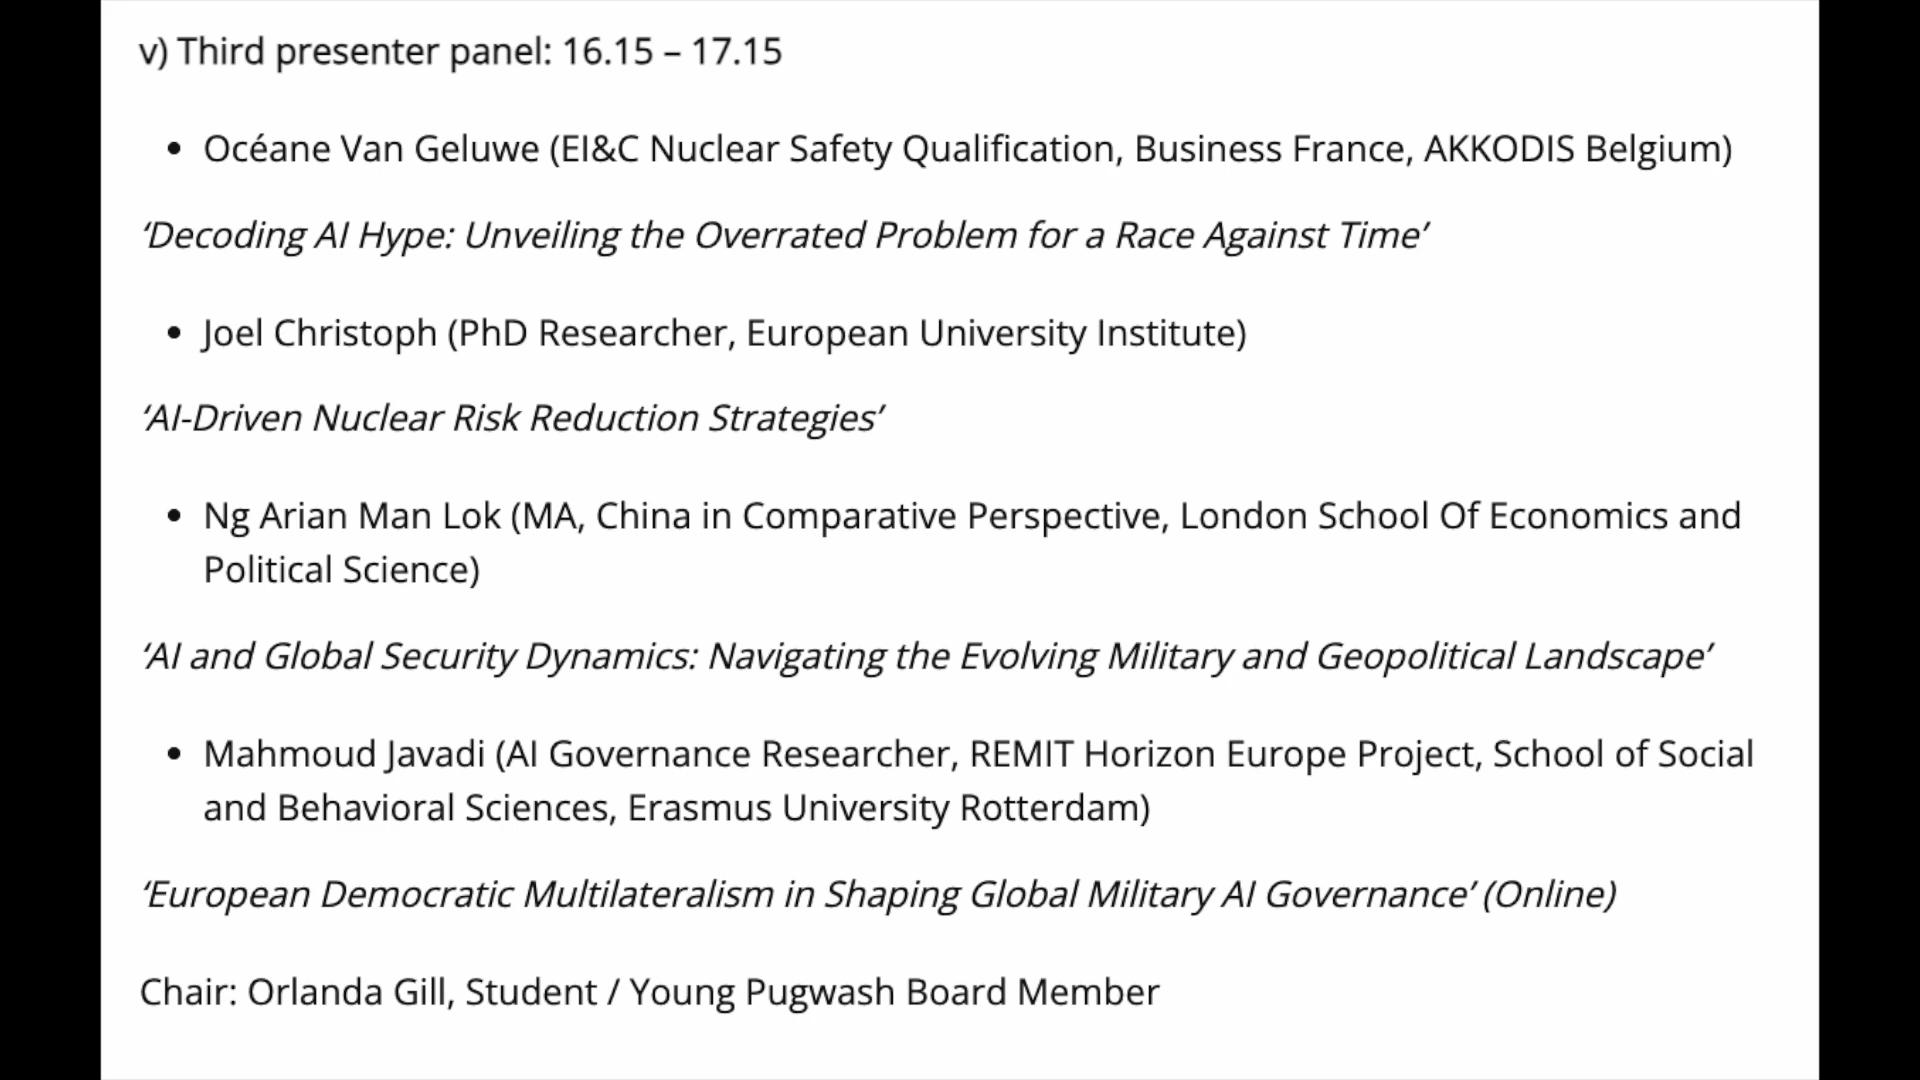 v) Third presenter panel: 16.15 – 17.15
• Océane Van Geluwe (EI&C Nuclear Safety Qualification, Business France, AKKODIS Belgium)
‘Decoding AI Hype: Unveiling the Overrated Problem for a Race Against Time’
• Joel Christoph (PhD Researcher, European University Institute)
‘AI-Driven Nuclear Risk Reduction Strategies’
• Ng Arian Man Lok (MA, China in Comparative Perspective, London School Of Economics and
Political Science)
‘AI and Global Security Dynamics: Navigating the Evolving Military and Geopolitical Landscape’
• Mahmoud Javadi (AI Governance Researcher, REMIT Horizon Europe Project, School of Social
and Behavioral Sciences, Erasmus University Rotterdam)
‘European Democratic Multilateralism in Shaping Global Military AI Governance’ (Online)
Chair: Orlanda Gill, Student / Young Pugwash Board Member